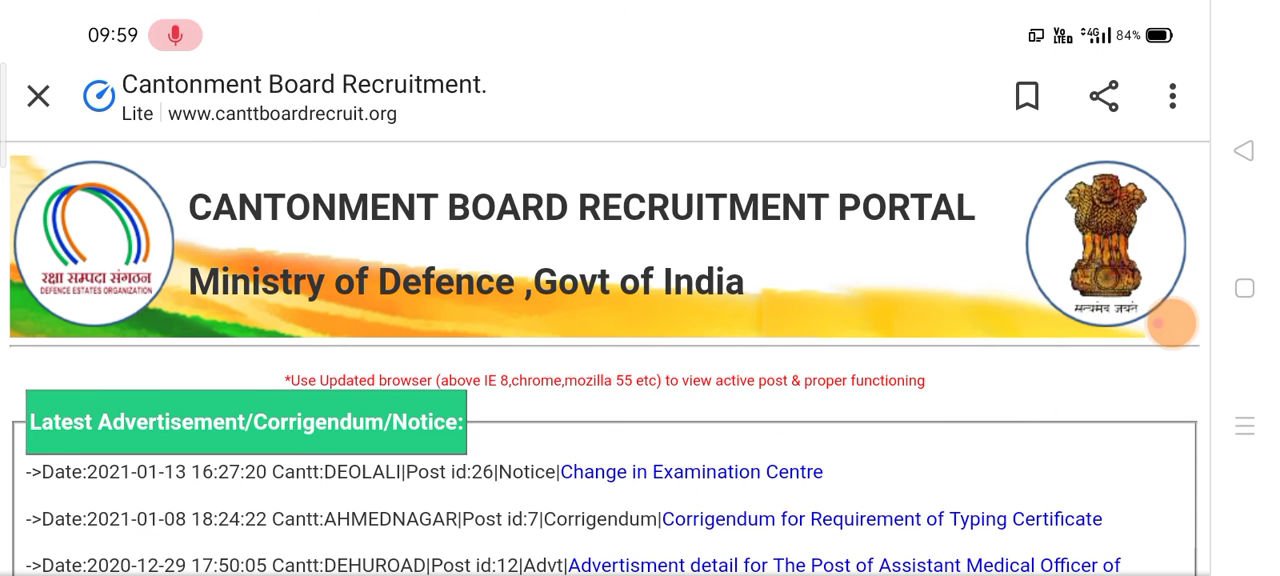 09:59
Vo LTE 4G 84%
Cantonment Board Recruitment.
Lite | www.canttboardrecruit.org
CANTONMENT BOARD RECRUITMENT PORTAL
Ministry of Defence ,Govt of India
रक्षा सम्पदा संगठन
DEFENCE ESTATES ORGANIZATION
सत्यमेव जयते
*Use Updated browser (above IE 8,chrome,mozilla 55 etc) to view active post & proper functioning
Latest Advertisement/Corrigendum/Notice:
->Date:2021-01-13 16:27:20 Cantt:DEOLALI|Post id:26|Notice|Change in Examination Centre
->Date:2021-01-08 18:24:22 Cantt:AHMEDNAGAR|Post id:7|Corrigendum|Corrigendum for Requirement of Typing Certificate
->Date:2020-12-29 17:50:05 Cantt:DEHUROAD|Post id:12|Advt|Advertisment detail for The Post of Assistant Medical Officer of